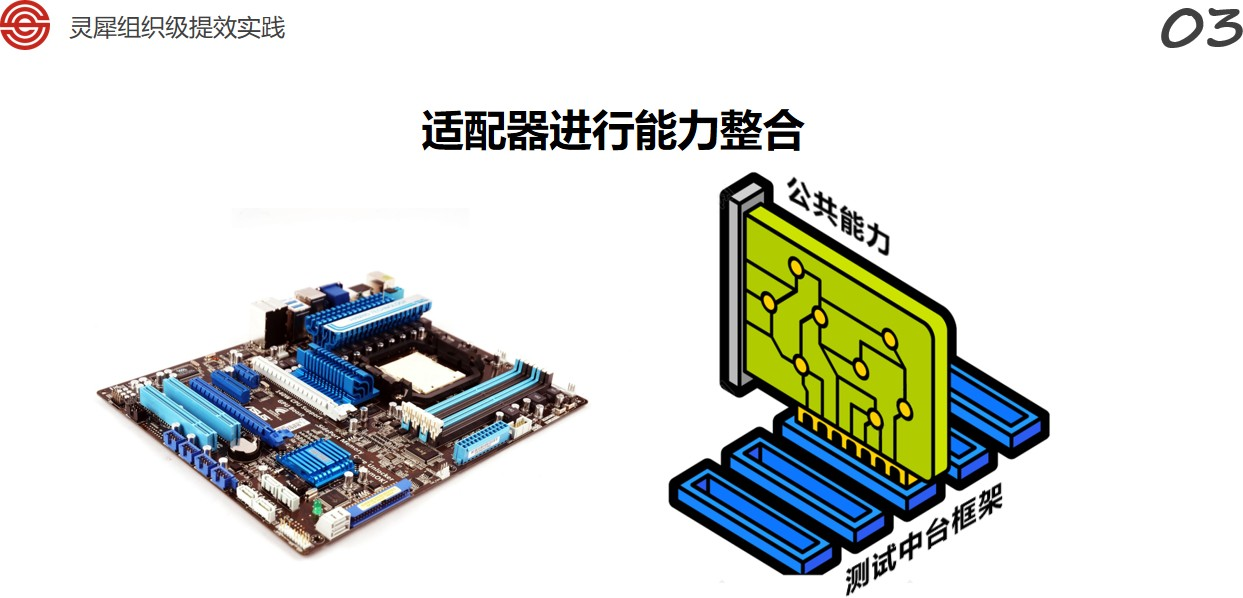 灵犀组织级提效实践
03
适配器进行能力整合
公共能力
测试中台框架